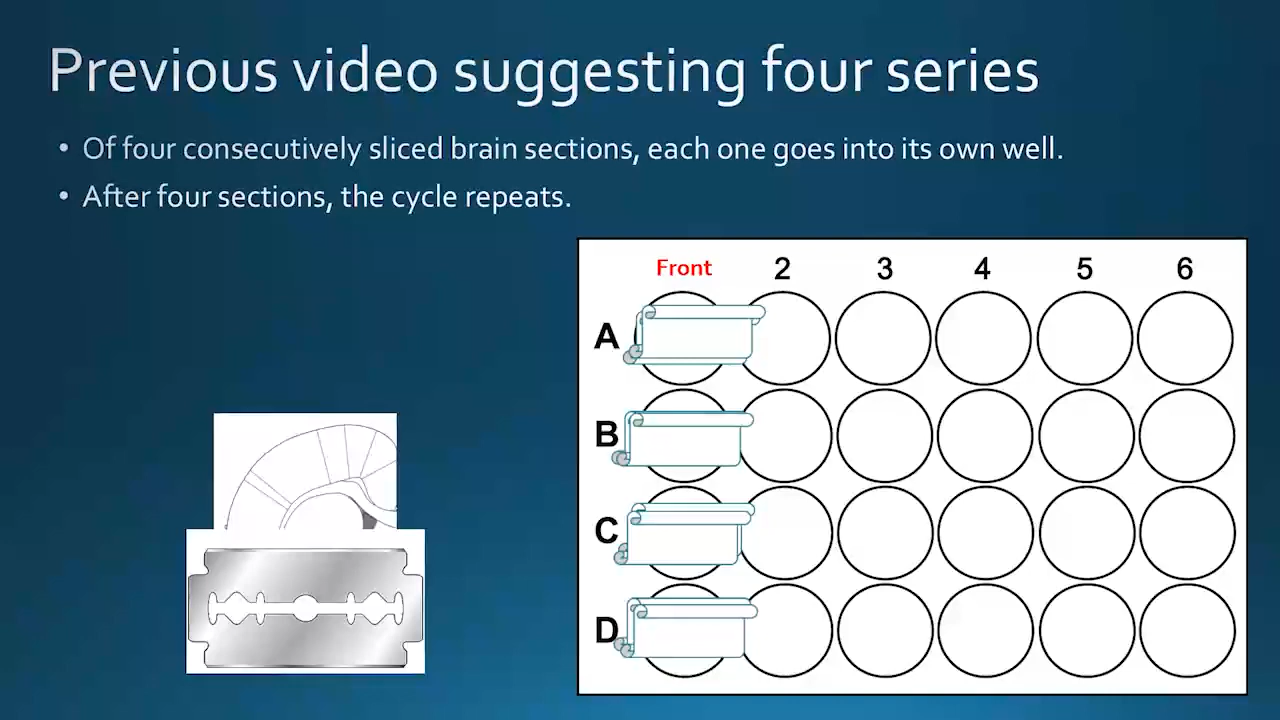 Previous video suggesting four series
• Of four consecutively sliced brain sections, each one goes into its own well.
• After four sections, the cycle repeats.
Front 2 3 4 5 6
A
B
C
D